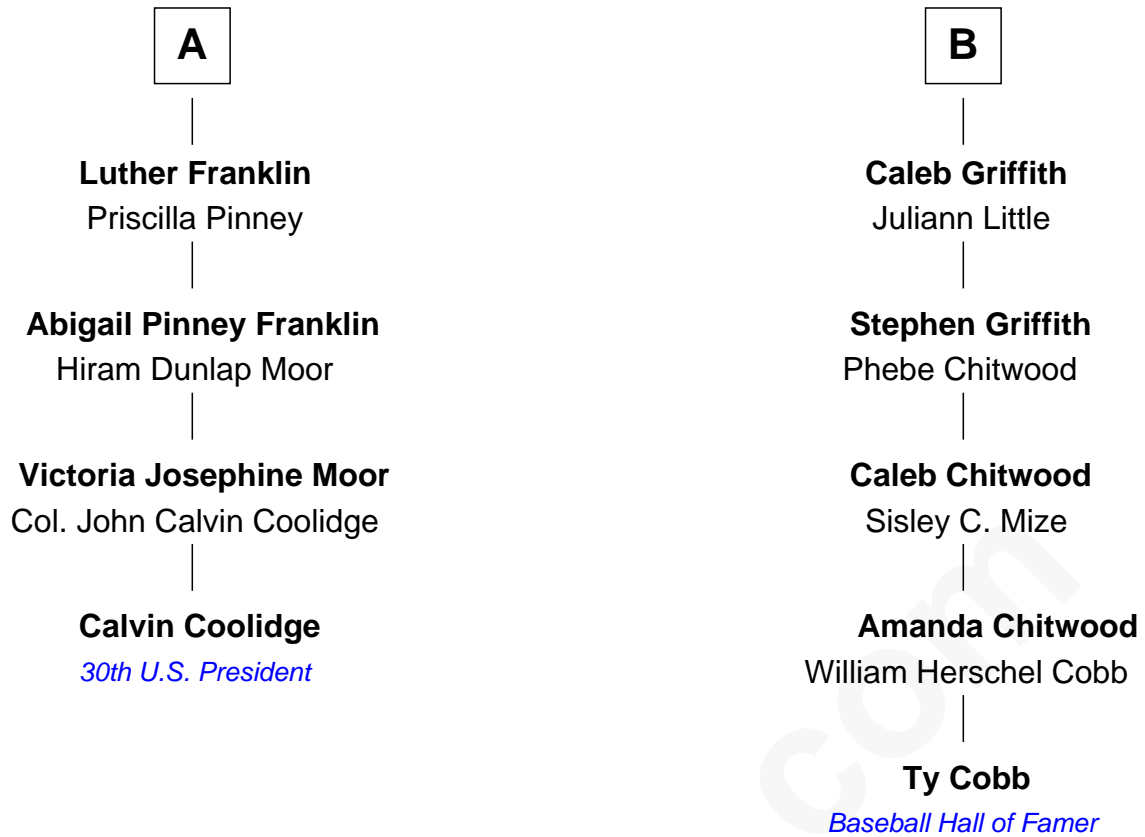 A
Luther Franklin
Priscilla Pinney
Abigail Pinney Franklin
Hiram Dunlap Moor
Victoria Josephine Moor
Col. John Calvin Coolidge
Calvin Coolidge
30th U.S. President
B
Caleb Griffith
Juliann Little
Stephen Griffith
Phebe Chitwood
Caleb Chitwood
Sisley C. Mize
Amanda Chitwood
William Herschel Cobb
Ty Cobb
Baseball Hall of Famer
com